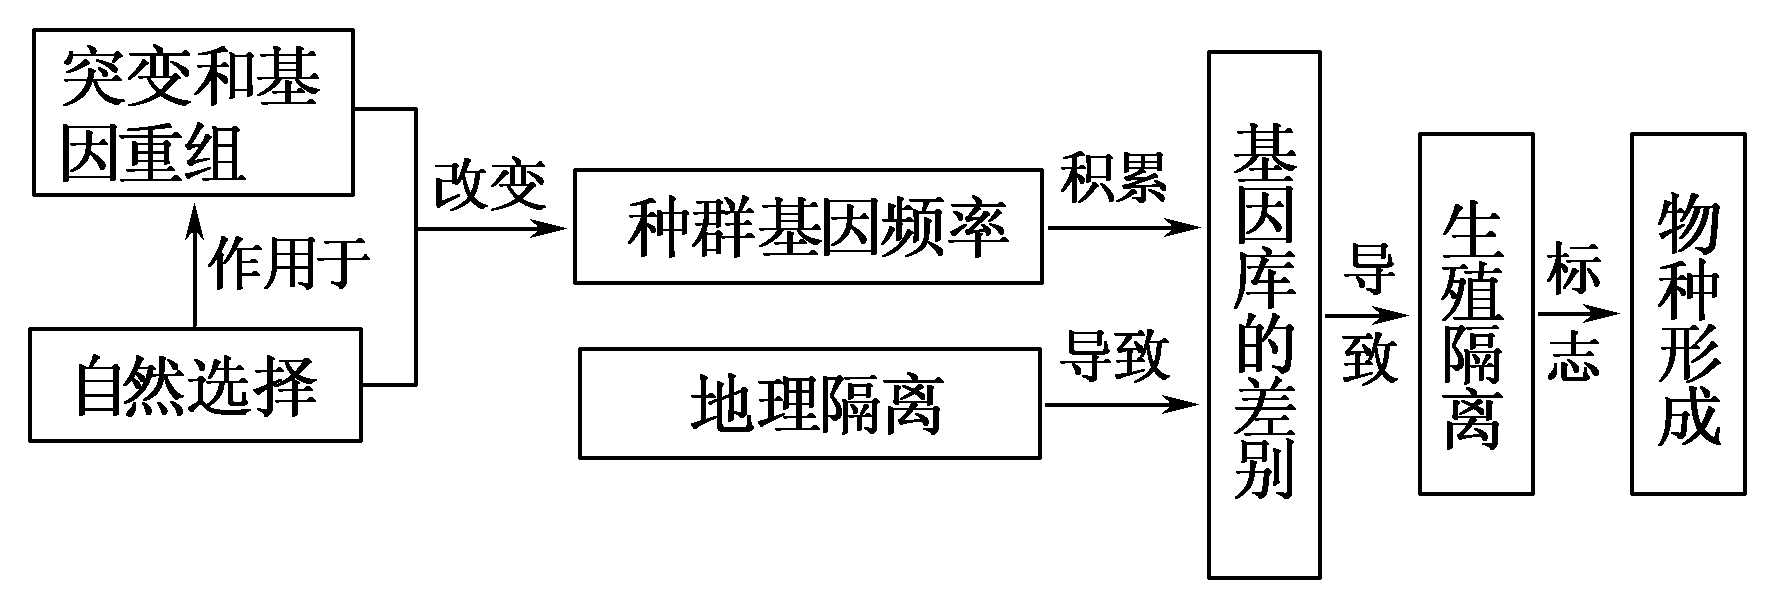 突变和基
因重组
作用于
自然选择
改变
种群基因频率
积累
地理隔离
导致
基因库的差别
导致
生殖隔离
标志
物种形成